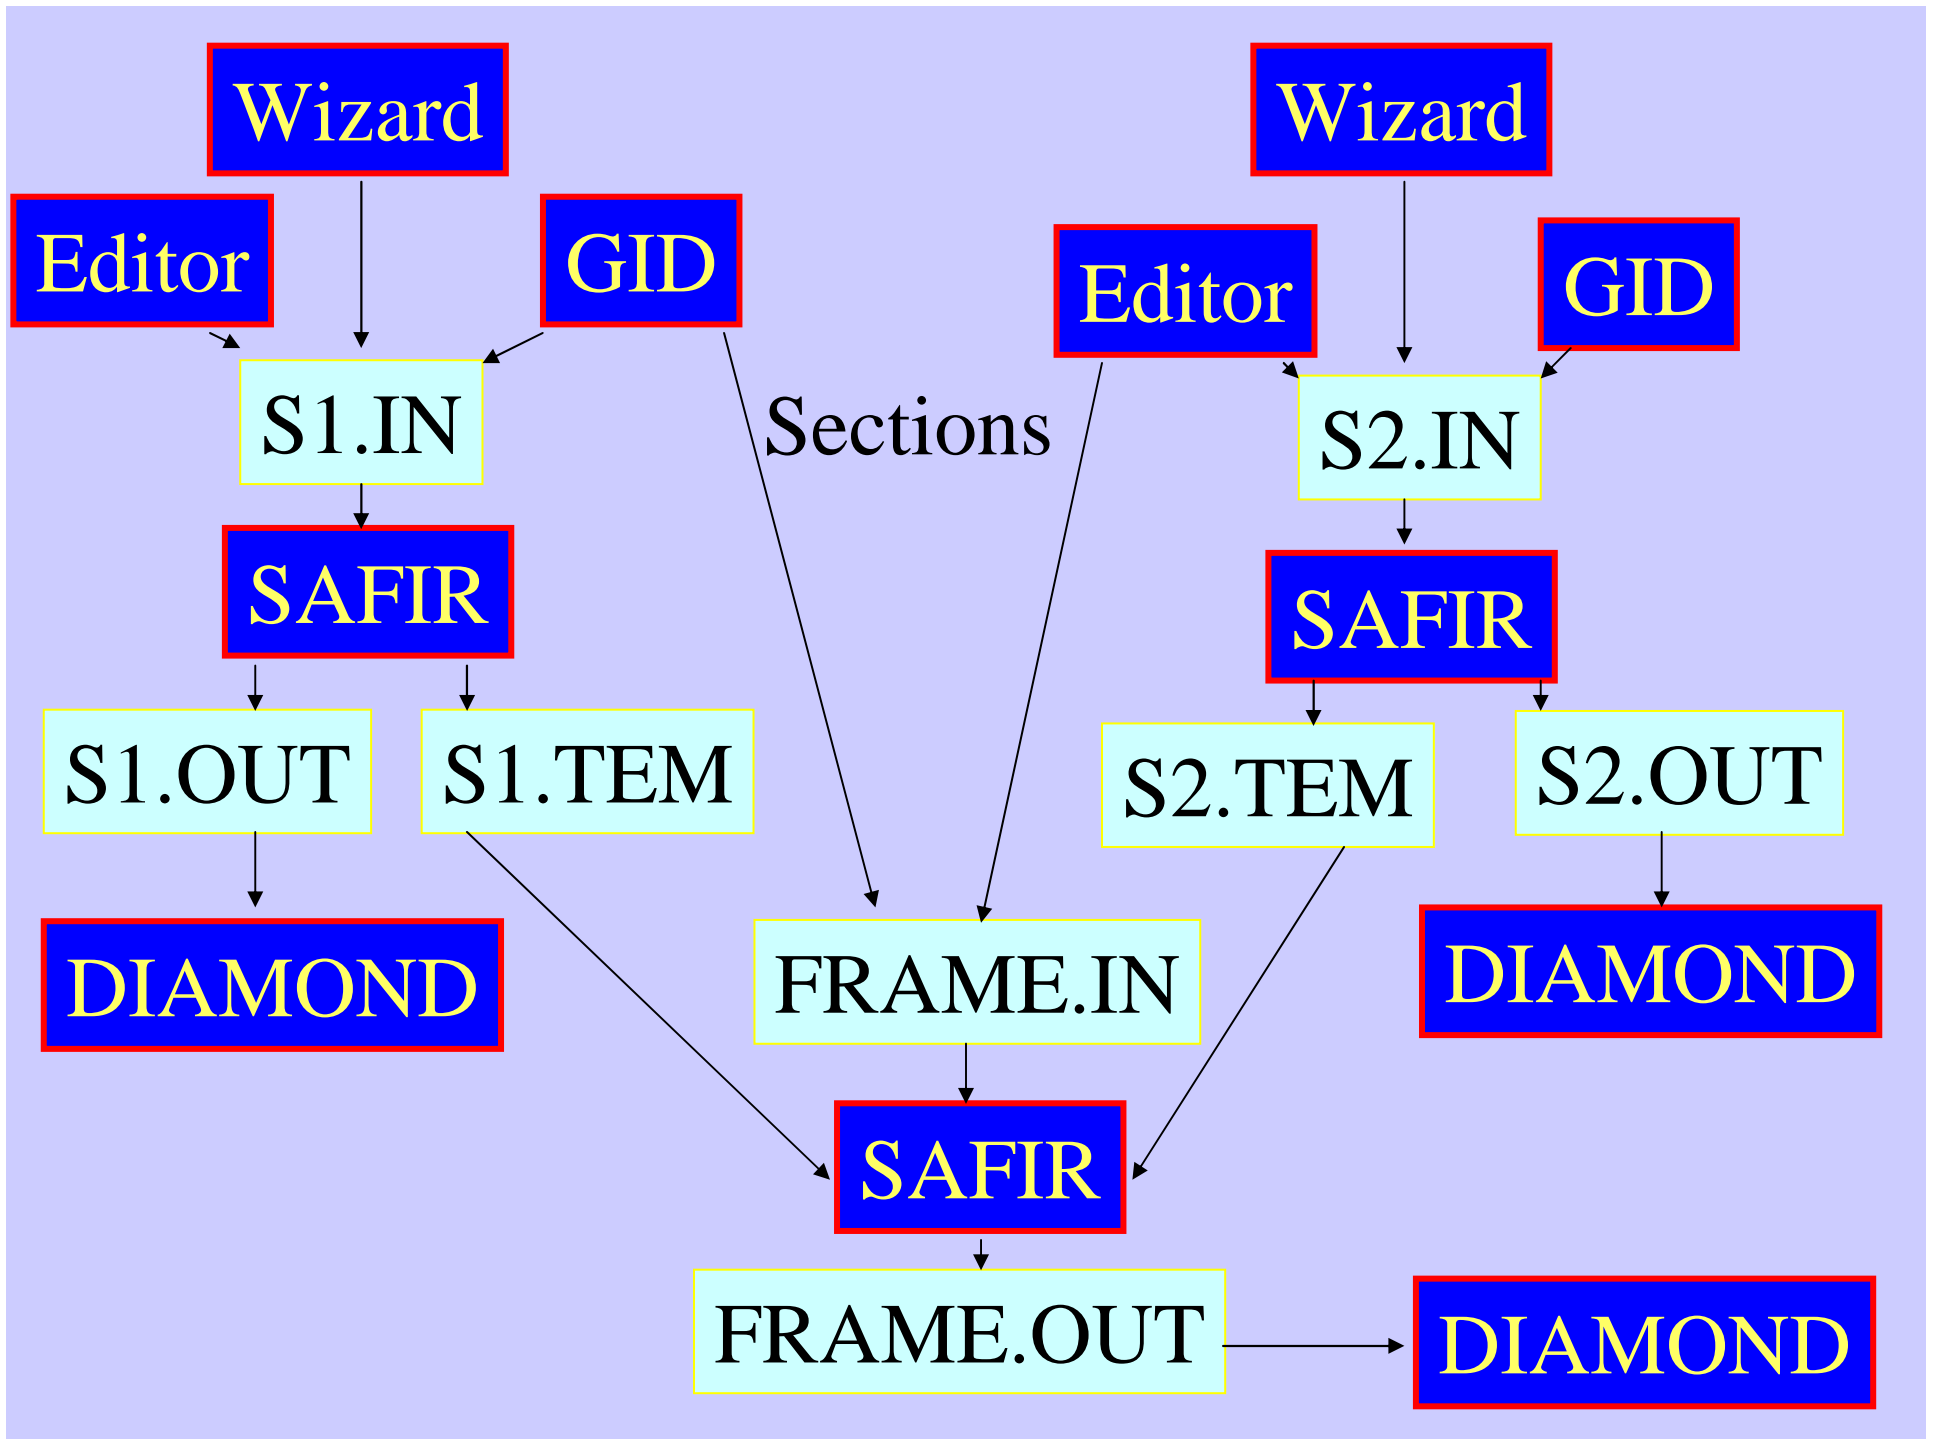 Wizard
Wizard
Editor
GID
Editor
GID
S1.IN
Sections
S2.IN
SAFIR
SAFIR
S1.OUT
S1.TEM
S2.TEM
S2.OUT
DIAMOND
FRAME.IN
DIAMOND
SAFIR
FRAME.OUT
DIAMOND